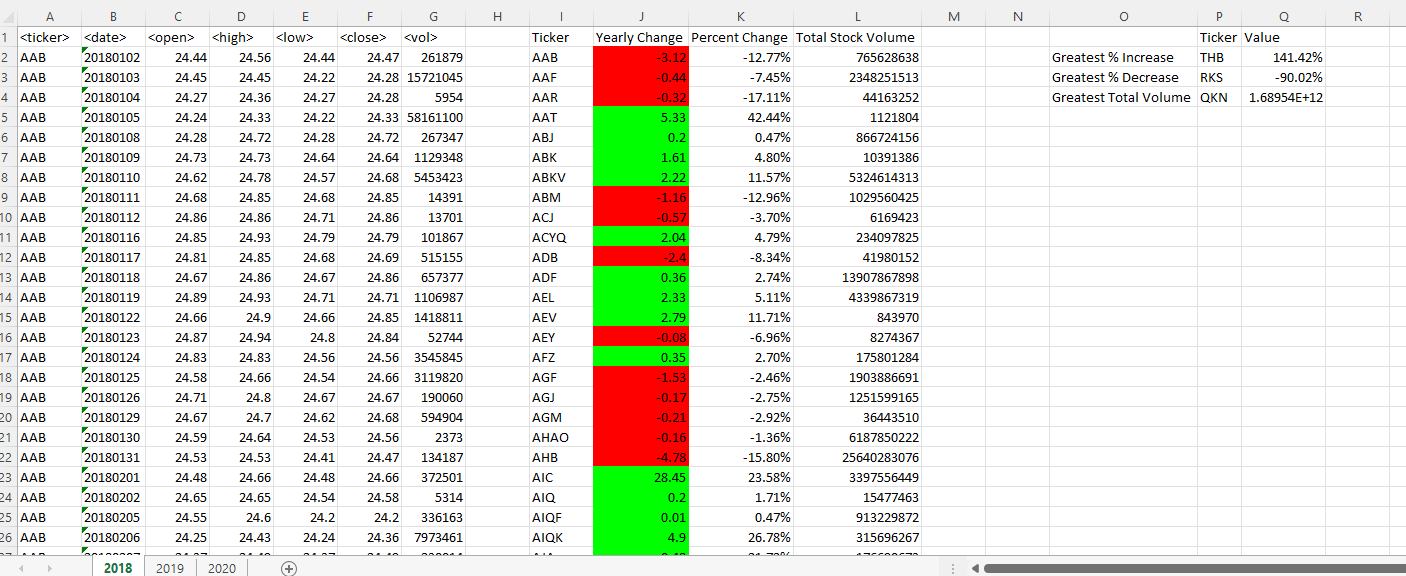 A B C D E F G H I J K L M N O P Q R
1 <ticker> <date> <open> <high> <low> <close> <vol> Ticker Yearly Change Percent Change Total Stock Volume Ticker Value
2 AAB 20180102 24.44 24.56 24.44 24.47 261879 AAB -3.12 -12.77% 765628638 Greatest % Increase THB 141.42%
3 AAB 20180103 24.45 24.45 24.22 24.28 15721045 AAF -0.44 -7.45% 2348251513 Greatest % Decrease RKS -90.02%
4 AAB 20180104 24.27 24.36 24.27 24.28 5954 AAR -0.32 -17.11% 44163252 Greatest Total Volume QKN 1.68954E+12
5 AAB 20180105 24.24 24.33 24.22 24.33 58161100 AAT 5.33 42.44% 1121804
6 AAB 20180108 24.28 24.72 24.28 24.72 267347 ABJ 0.2 0.47% 866724156
7 AAB 20180109 24.73 24.73 24.64 24.64 1129348 ABK 1.61 4.80% 10391386
8 AAB 20180110 24.62 24.78 24.57 24.68 5453423 ABKV 2.22 11.57% 5324614313
9 AAB 20180111 24.68 24.85 24.68 24.85 14391 ABM -1.16 -12.96% 1029560425
10 AAB 20180112 24.86 24.86 24.71 24.86 13701 ACJ -0.57 -3.70% 6169423
11 AAB 20180116 24.85 24.93 24.79 24.79 101867 ACYQ 2.04 4.79% 234097825
12 AAB 20180117 24.81 24.85 24.68 24.69 515155 ADB -2.4 -8.34% 41980152
13 AAB 20180118 24.67 24.86 24.67 24.86 657377 ADF 0.36 2.74% 13907867898
14 AAB 20180119 24.89 24.93 24.71 24.71 1106987 AEL 2.33 5.11% 4339867319
15 AAB 20180122 24.66 24.9 24.66 24.85 1418811 AEV 2.79 11.71% 843970
16 AAB 20180123 24.87 24.94 24.8 24.84 52744 AEY -0.08 -6.96% 8274367
17 AAB 20180124 24.83 24.83 24.56 24.56 3545845 AFZ 0.35 2.70% 175801284
18 AAB 20180125 24.58 24.66 24.54 24.66 3119820 AGF -1.53 -2.46% 1903886691
19 AAB 20180126 24.71 24.8 24.67 24.67 190060 AGJ -0.17 -2.75% 1251599165
20 AAB 20180129 24.67 24.7 24.62 24.68 594904 AGM -0.21 -2.92% 36443510
21 AAB 20180130 24.59 24.64 24.53 24.56 2373 AHAO -0.16 -1.36% 6187850222
22 AAB 20180131 24.53 24.53 24.41 24.47 134187 AHB -4.78 -15.80% 25640283076
23 AAB 20180201 24.48 24.66 24.48 24.66 372501 AIC 28.45 23.58% 3397556449
24 AAB 20180202 24.65 24.65 24.54 24.58 5314 AIQ 0.2 1.71% 15477463
25 AAB 20180205 24.55 24.6 24.2 24.2 336163 AIQF 0.01 0.47% 913229872
26 AAB 20180206 24.25 24.43 24.24 24.36 7973461 AIQK 4.9 26.78% 315696267
2018 2019 2020